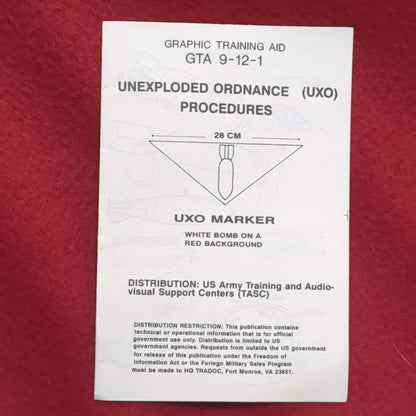 GRAPHIC TRAINING AID
GTA 9-12-1
UNEXPLODED ORDNANCE (UXO)
PROCEDURES
28 CM
UXO MARKER
WHITE BOMB ON A
RED BACKGROUND
DISTRIBUTION: US Army Training and Audio-
visual Support Centers (TASC)
DISTRIBUTION RESTRICTION: This publication contains
technical or operational information that is for official
government use only. Distribution is limited to US
government agencies. Requests from outside the US government
for release of this publication under the Freedom of
Information Act or the Foreign Military Sales Program
must be made to HQ TRADOC, Fort Monroe, VA 23651.